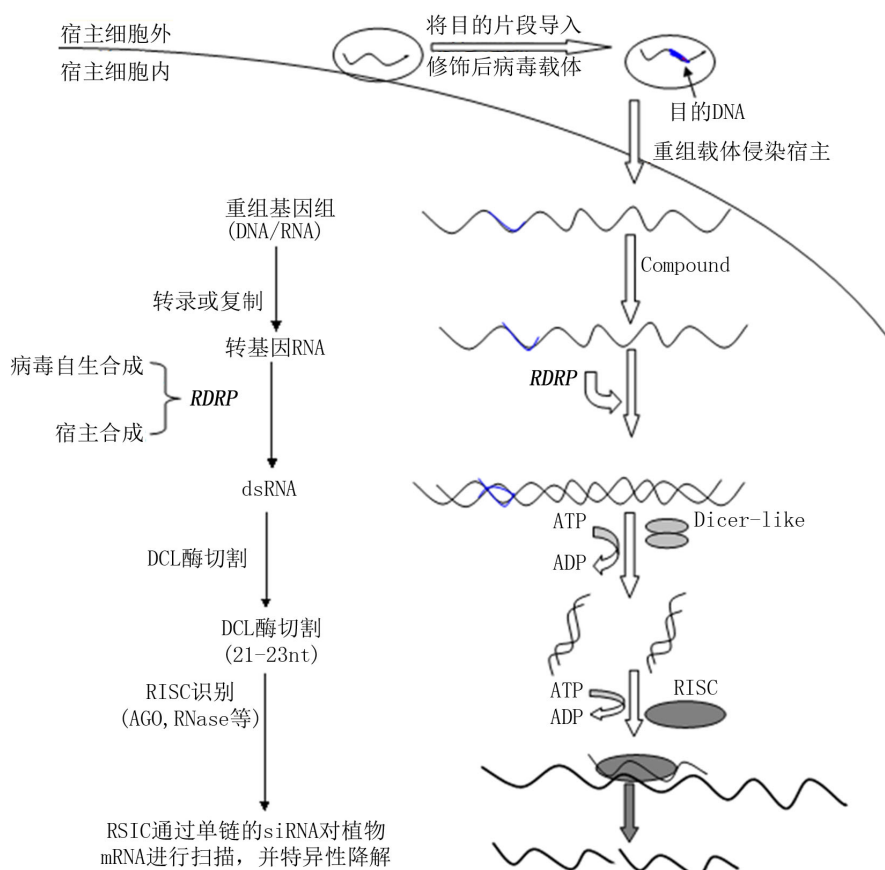 宿主细胞外
宿主细胞内
将目的片段导入
修饰后病毒载体
目的DNA
重组载体侵染宿主
重组基因组
(DNA/RNA)
转录或复制
转基因RNA
病毒自生合成
宿主合成
RDRP
dsRNA
DCL酶切割
DCL酶切割
(21-23nt)
RISC识别
(AGO,RNase等)
RSIC通过单链的siRNA对植物
mRNA进行扫描，并特异性降解
Compound
RDRP
ATP
ADP
Dicer-like
ATP
ADP
RISC